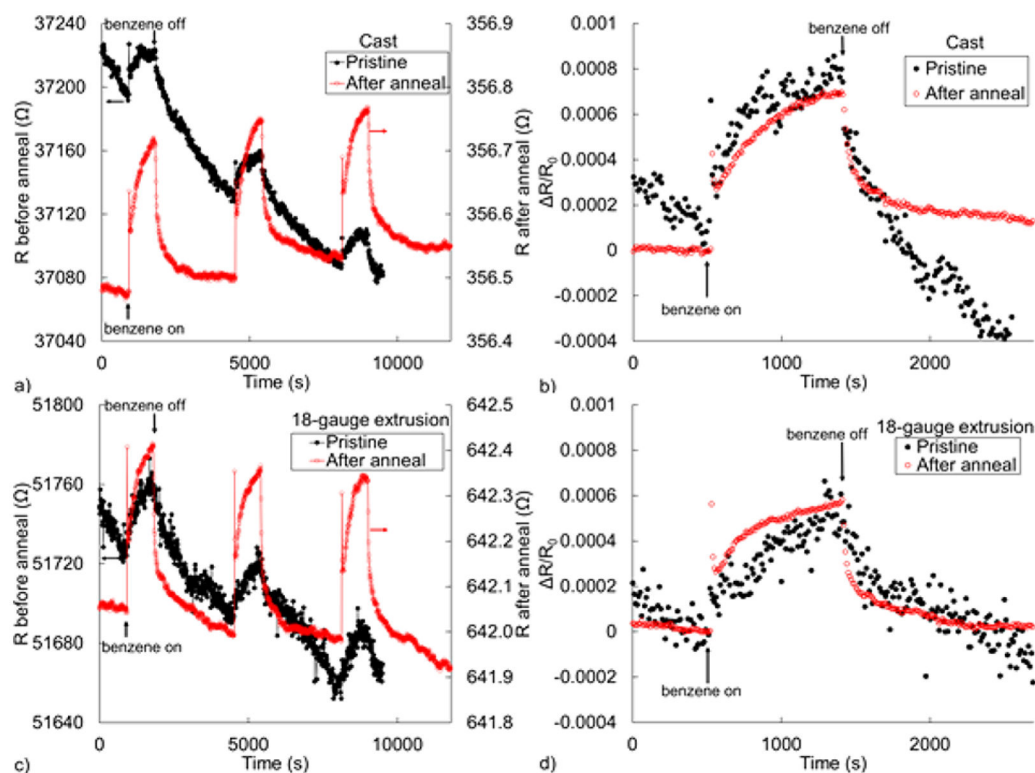 37240
37200
37160
37120
37080
37040
R before anneal (Ω)
benzene off
Cast
Pristine
After anneal
benzene on
356.9
356.8
356.7
356.6
356.5
356.4
R after anneal (Ω)
0
5000
10000
Time (s)
a)
0.001
0.0008
0.0006
0.0004
0.0002
0
-0.0002
-0.0004
ΔR/R0
benzene off
Cast
Pristine
After anneal
benzene on
0
1000
2000
Time (s)
b)
51800
51760
51720
51680
51640
R before anneal (Ω)
benzene off
18-gauge extrusion
Pristine
After anneal
benzene on
642.5
642.4
642.3
642.2
642.1
642.0
641.9
641.8
R after anneal (Ω)
0
5000
10000
Time (s)
c)
0.001
0.0008
0.0006
0.0004
0.0002
0
-0.0002
-0.0004
ΔR/R0
18-gauge extrusion
benzene off
Pristine
After anneal
benzene on
0
1000
2000
Time (s)
d)